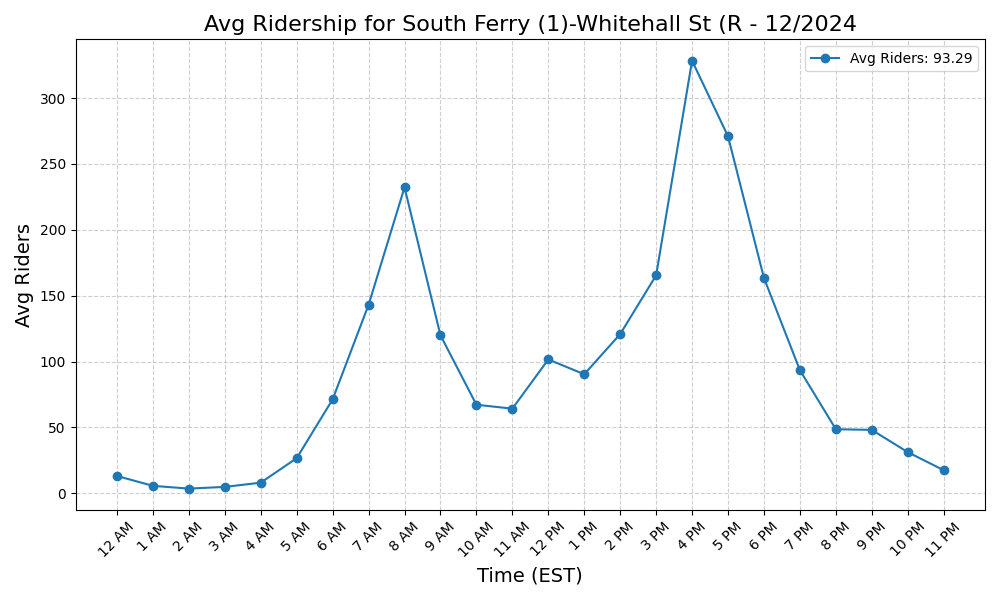 Avg Ridership for South Ferry (1)-Whitehall St (R - 12/2024
Avg Riders: 93.29
Avg Riders
300
250
200
150
100
50
0
12 AM
1 AM
2 AM
3 AM
4 AM
5 AM
6 AM
7 AM
8 AM
9 AM
10 AM
11 AM
12 PM
1 PM
2 PM
3 PM
4 PM
5 PM
6 PM
7 PM
8 PM
9 PM
10 PM
11 PM
Time (EST)